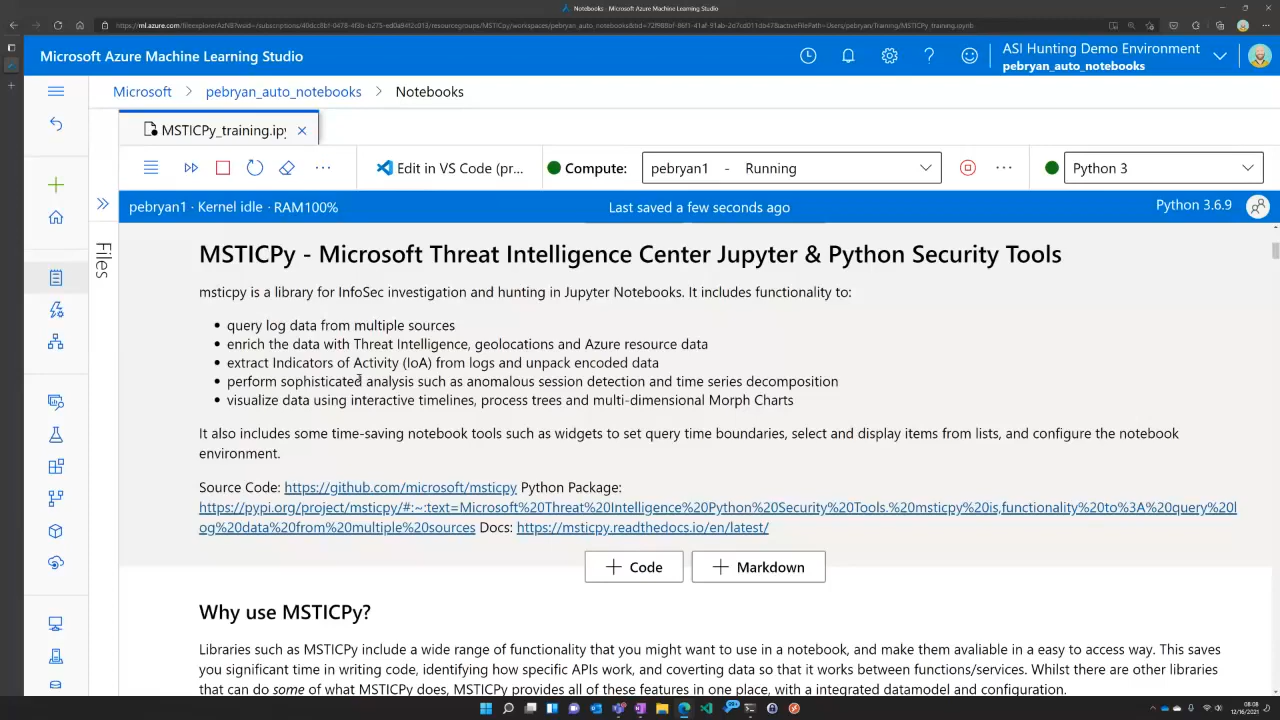 Notebooks - Microsoft Azure Machine Learning Studio
Microsoft Azure Machine Learning Studio
ASI Hunting Demo Environment
pebryan_auto_notebooks
Microsoft > pebryan_auto_notebooks > Notebooks
MSTICPy_training.ipy
Edit in VS Code (pr...
Compute:
pebryan1 - Running
Python 3
pebryan1 · Kernel idle · RAM100%
Last saved a few seconds ago
Python 3.6.9
Files
MSTICPy - Microsoft Threat Intelligence Center Jupyter & Python Security Tools
msticpy is a library for InfoSec investigation and hunting in Jupyter Notebooks. It includes functionality to:
• query log data from multiple sources
• enrich the data with Threat Intelligence, geolocations and Azure resource data
• extract Indicators of Activity (IoA) from logs and unpack encoded data
• perform sophisticated analysis such as anomalous session detection and time series decomposition
• visualize data using interactive timelines, process trees and multi-dimensional Morph Charts
It also includes some time-saving notebook tools such as widgets to set query time boundaries, select and display items from lists, and configure the notebook
environment.
Source Code: https://github.com/microsoft/msticpy Python Package:
https://pypi.org/project/msticpy/#:~:text=Microsoft%20Threat%20Intelligence%20Python%20Security%20Tools.%20msticpy%20is,functionality%20to%3A%20query%20l
og%20data%20from%20multiple%20sources Docs: https://msticpy.readthedocs.io/en/latest/
+ Code
+ Markdown
Why use MSTICPy?
Libraries such as MSTICPy include a wide range of functionality that you might want to use in a notebook, and make them avaliable in a easy to access way. This saves
you significant time in writing code, identifying how specific APIs work, and coverting data so that it works between functions/services. Whilst there are other libraries
that can do some of what MSTICPy does, MSTICPy provides all of these features in one place, with a integrated datamodel and configuration.
08:08
12/16/2021